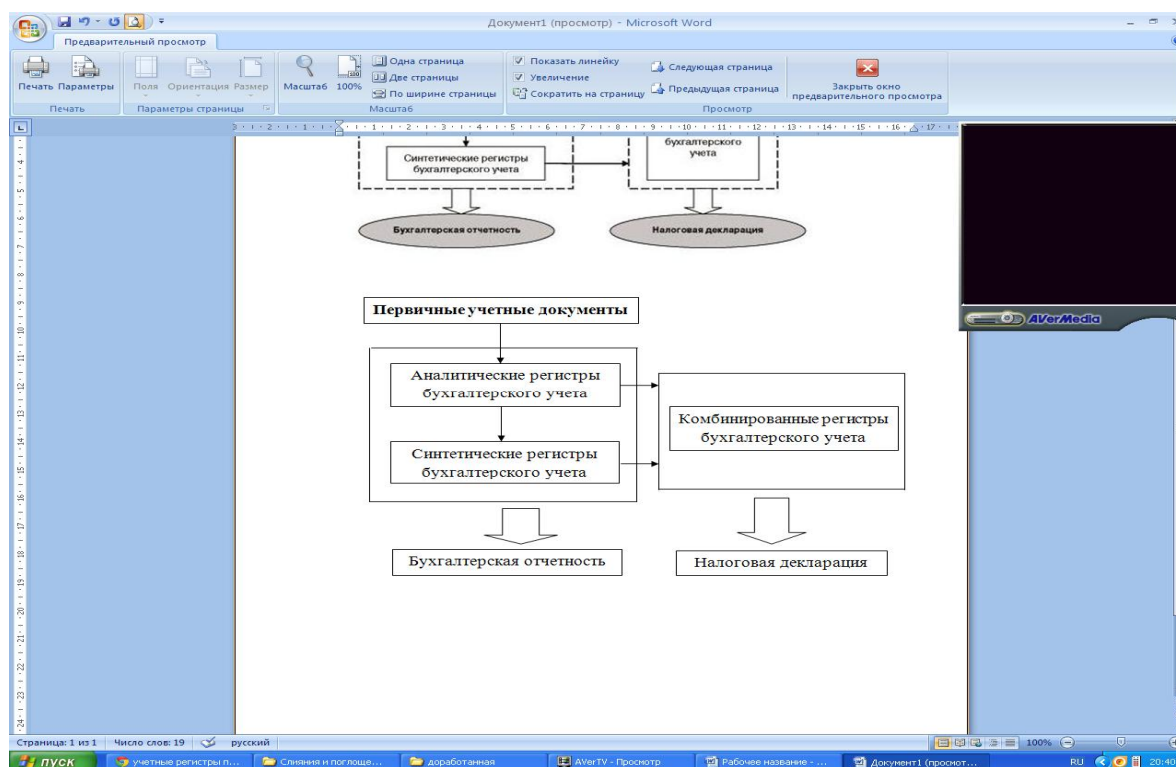 Документ1 (просмотр) - Microsoft Word
Предварительный просмотр
Печать Параметры
Поля Ориентация Размер
Масштаб 100%
Одна страница
Две страницы
По ширине страницы
Показать линейку
Увеличение
Сократить на страницу
Следующая страница
Предыдущая страница
Закрыть окно
предварительного просмотра
Печать
Параметры страницы
Масштаб
Просмотр
Синтетические регистры
бухгалтерского учета
бухгалтерского
учета
Бухгалтерская отчетность
Налоговая декларация
AVerMedia
Первичные учетные документы
Аналитические регистры
бухгалтерского учета
Комбинированные регистры
бухгалтерского учета
Синтетические регистры
бухгалтерского учета
Бухгалтерская отчетность
Налоговая декларация
Страница: 1 из 1 Число слов: 19 русский 100%
пуск учетные регистры п... Слияния и поглоще... доработанная AVerTV - Просмотр Рабочее название - ... Документ1 (просмот... RU